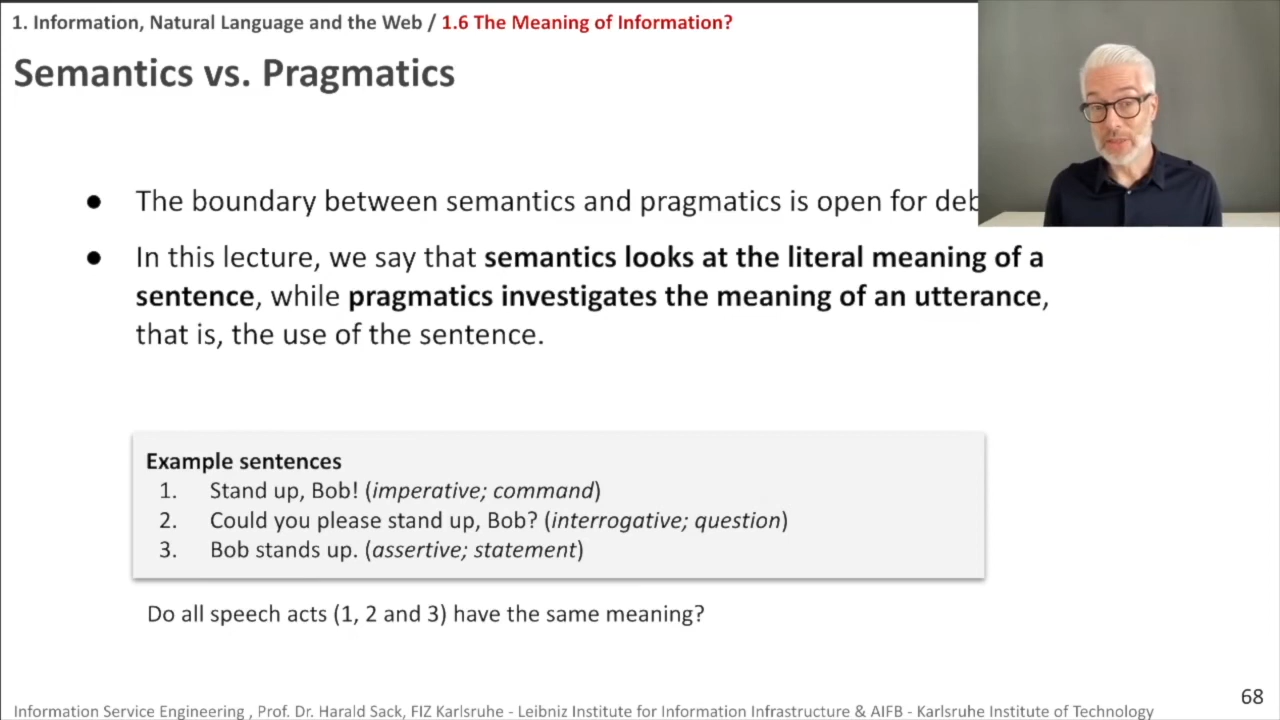 1. Information, Natural Language and the Web / 1.6 The Meaning of Information?
Semantics vs. Pragmatics
● The boundary between semantics and pragmatics is open for
● In this lecture, we say that semantics looks at the literal meaning of a
sentence, while pragmatics investigates the meaning of an utterance,
that is, the use of the sentence.
Example sentences
1. Stand up, Bob! (imperative; command)
2. Could you please stand up, Bob? (interrogative; question)
3. Bob stands up. (assertive; statement)
Do all speech acts (1, 2 and 3) have the same meaning?
68
Information Service Engineering , Prof. Dr. Harald Sack, FIZ Karlsruhe - Leibniz Institute for Information Infrastructure & AIFB - Karlsruhe Institute of Technology